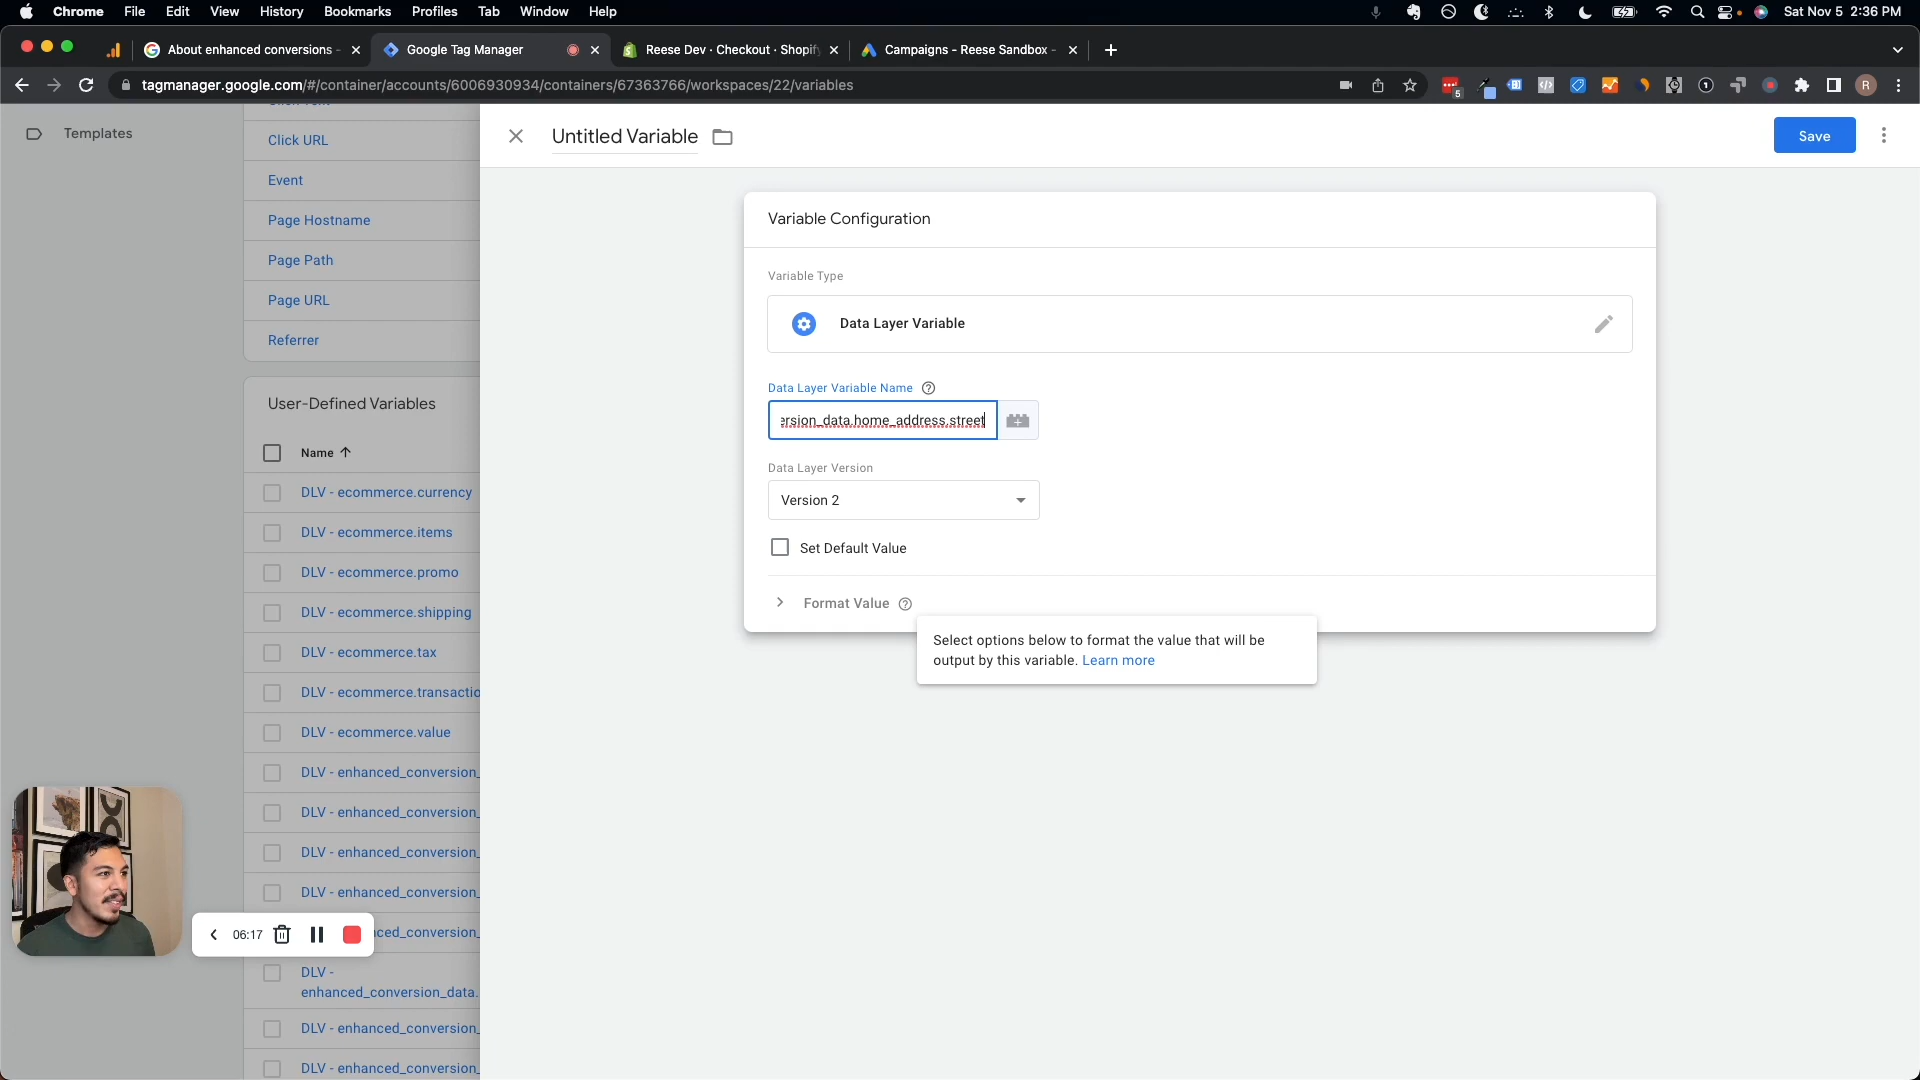 Chrome File Edit View History Bookmarks Profiles Tab Window Help
Sat Nov 5 2:36 PM
About enhanced conversions -
Google Tag Manager
Reese Dev · Checkout · Shopify
Campaigns - Reese Sandbox -
tagmanager.google.com/#/container/accounts/6006930934/containers/67363766/workspaces/22/variables
5
R
Templates
Click URL
Event
Page Hostname
Page Path
Page URL
Referrer
User-Defined Variables
Name
DLV - ecommerce.currency
DLV - ecommerce.items
DLV - ecommerce.promo
DLV - ecommerce.shipping
DLV - ecommerce.tax
DLV - ecommerce.transactio
DLV - ecommerce.value
DLV - enhanced_conversion_
DLV - enhanced_conversion_
DLV - enhanced_conversion_
DLV - enhanced_conversion_
ced_conversion_
DLV -
enhanced_conversion_data.
DLV - enhanced_conversion_
DLV - enhanced_conversion_
06:17
Untitled Variable
Save
Variable Configuration
Variable Type
Data Layer Variable
Data Layer Variable Name
ersion_data.home_address.street
Data Layer Version
Version 2
Set Default Value
Format Value
Select options below to format the value that will be
output by this variable. Learn more